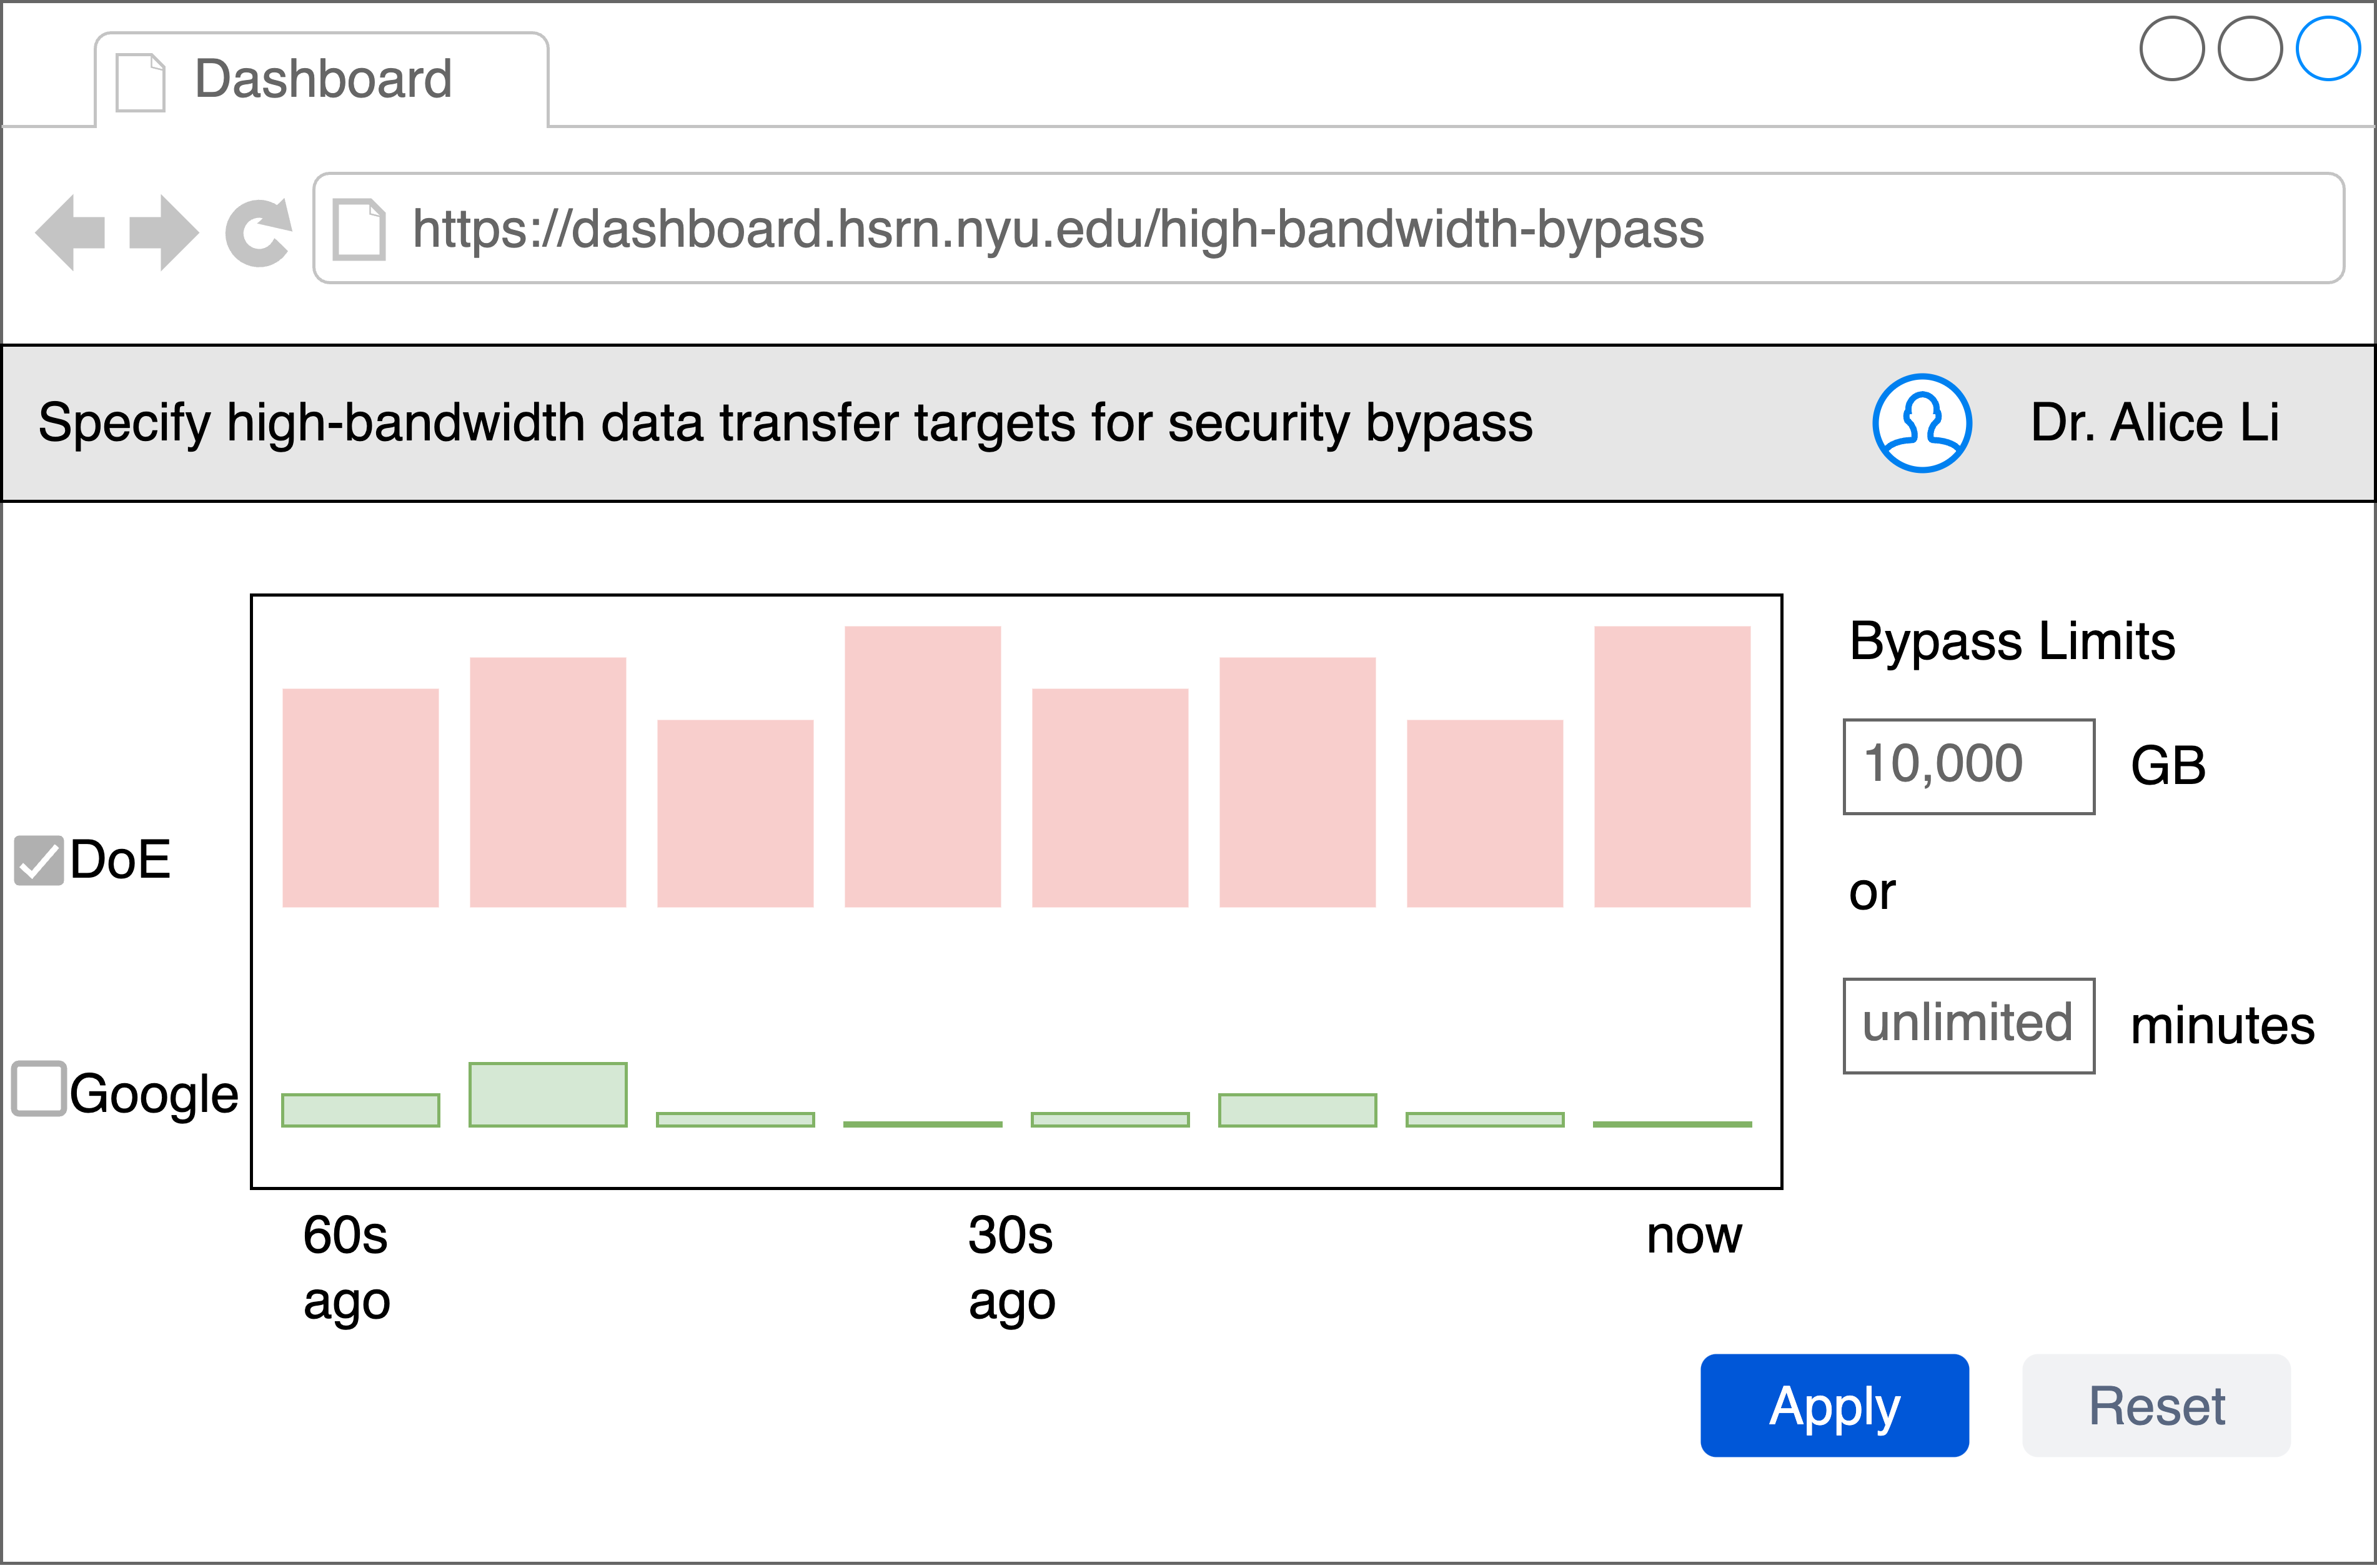 Dashboard
https://dashboard.hsrn.nyu.edu/high-bandwidth-bypass
Specify high-bandwidth data transfer targets for security bypass
Dr. Alice Li
DoE
Google
60s
ago
30s
ago
now
Bypass Limits
10,000 GB
or
unlimited minutes
Apply
Reset